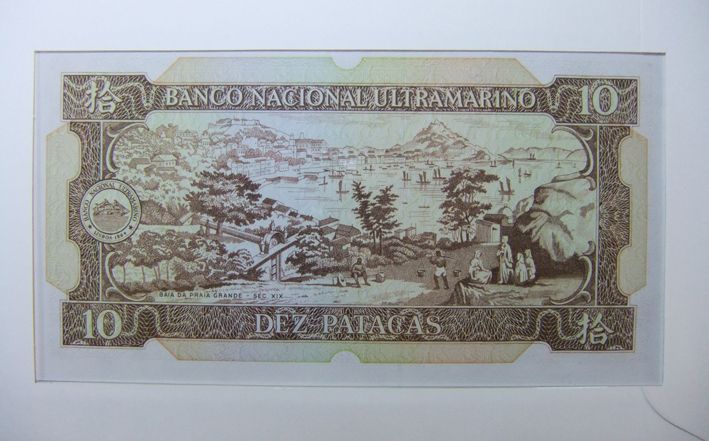 拾 BANCO NACIONAL ULTRAMARINO 10
BANCO NACIONAL ULTRAMARINO
LISBOA 1864
BAÍA DA PRAIA GRANDE - SEC. XIX
10 DEZ PATACAS 拾